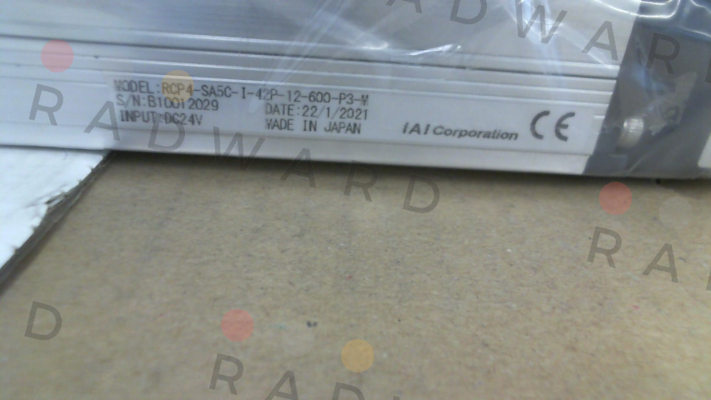 MODEL:RCP4-SA5C-I-42P-12-600-P3-M
S/N:B10012029 DATE:22/1/2021
INPUT:DC24V MADE IN JAPAN
IAI Corporation CE
RADWARD
RADWARD
RAD
D
RADWARD